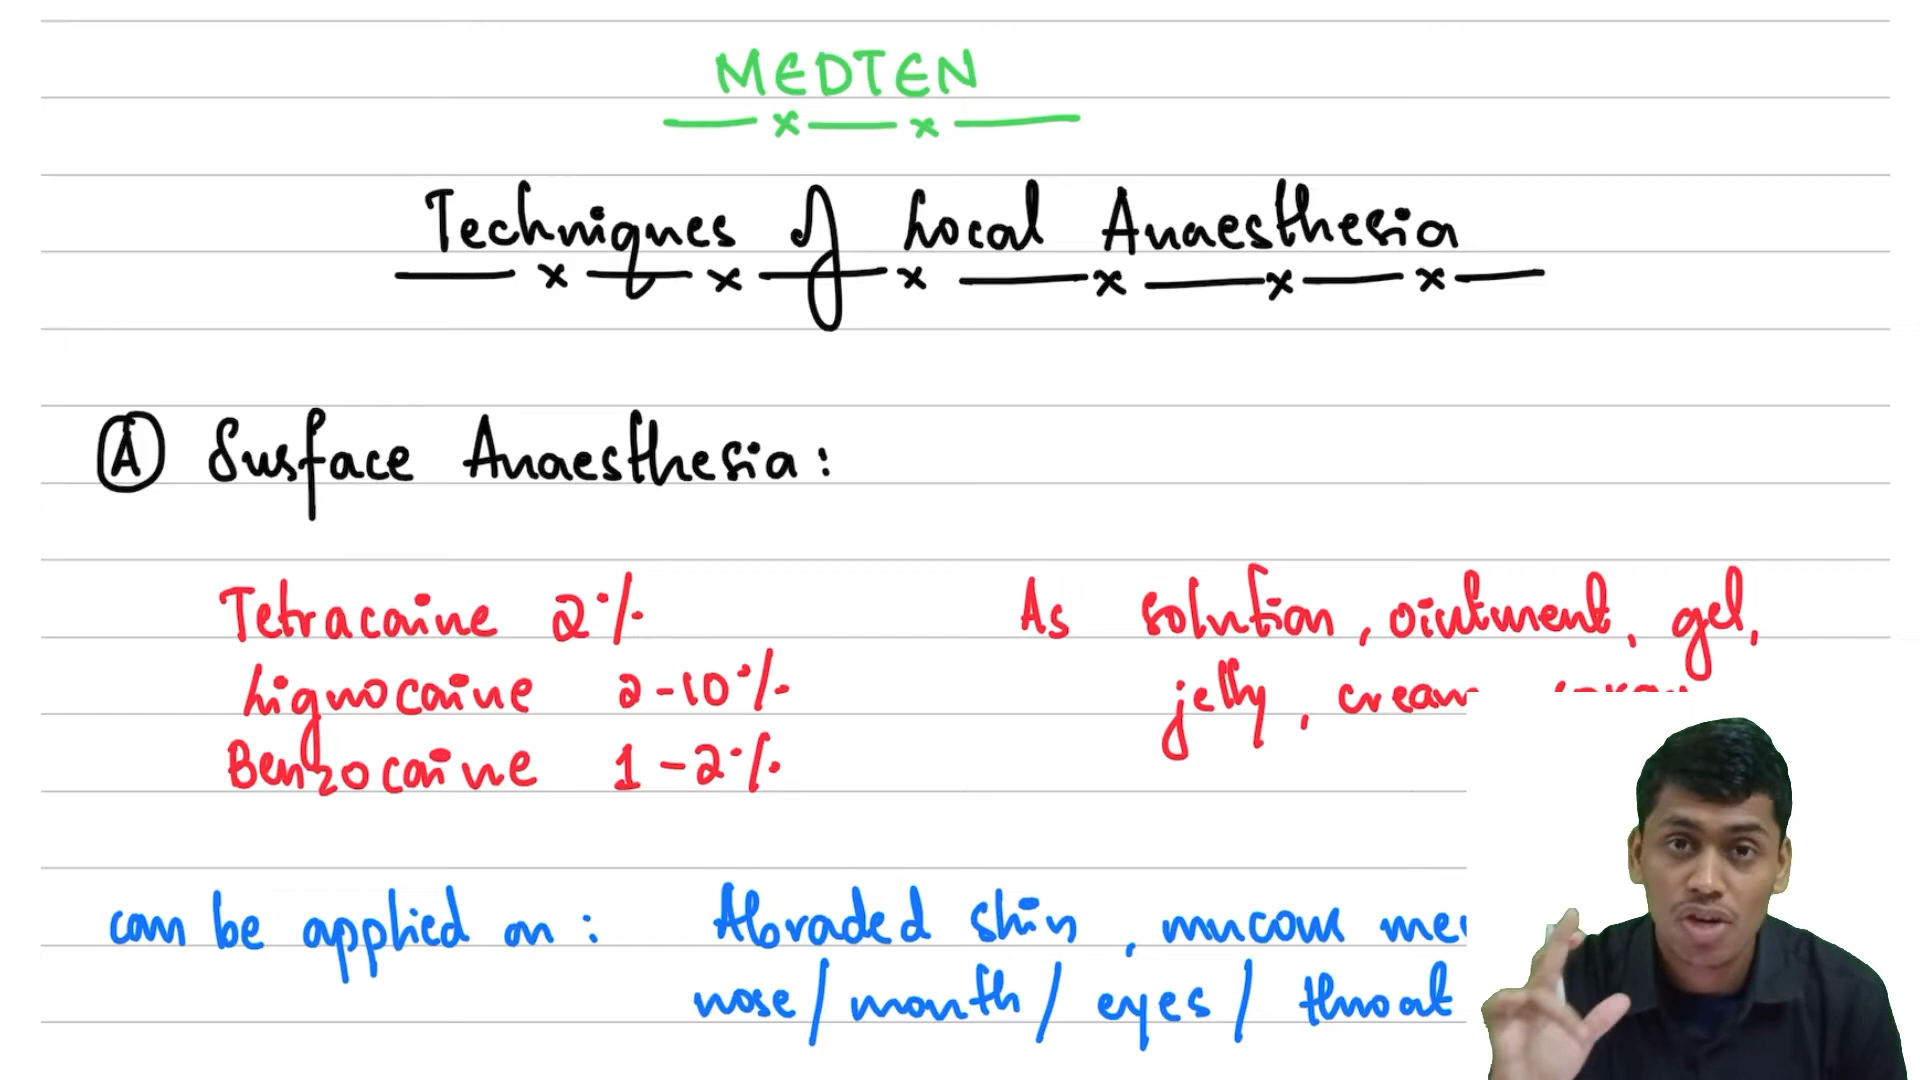 MEDTEN
Techniques of Local Anaesthesia
A Surface Anaesthesia:
Tetracaine 2%
Lignocaine 2-10%
Benzocaine 1-2%
As solution, ointment, gel,
jelly, cream
can be applied on: Abraded skin, mucous
nose/mouth/eyes/throat